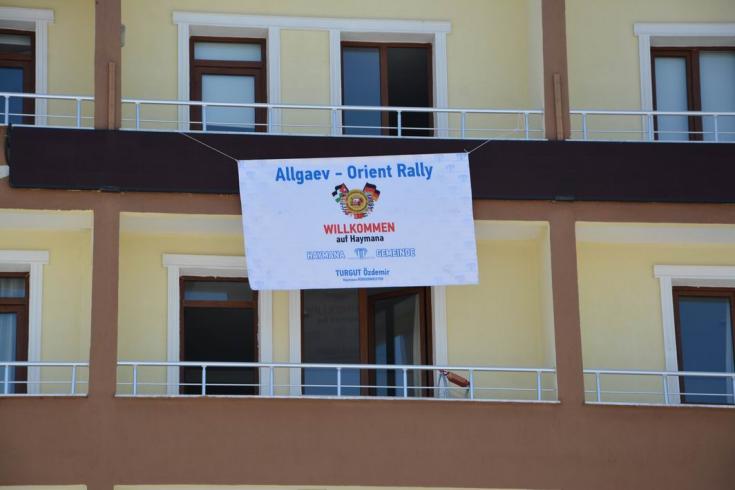 Allgaev - Orient Rally
WILLKOMMEN
auf Haymana
HAYMANA GEMEINDE
TURGUT Özdemir